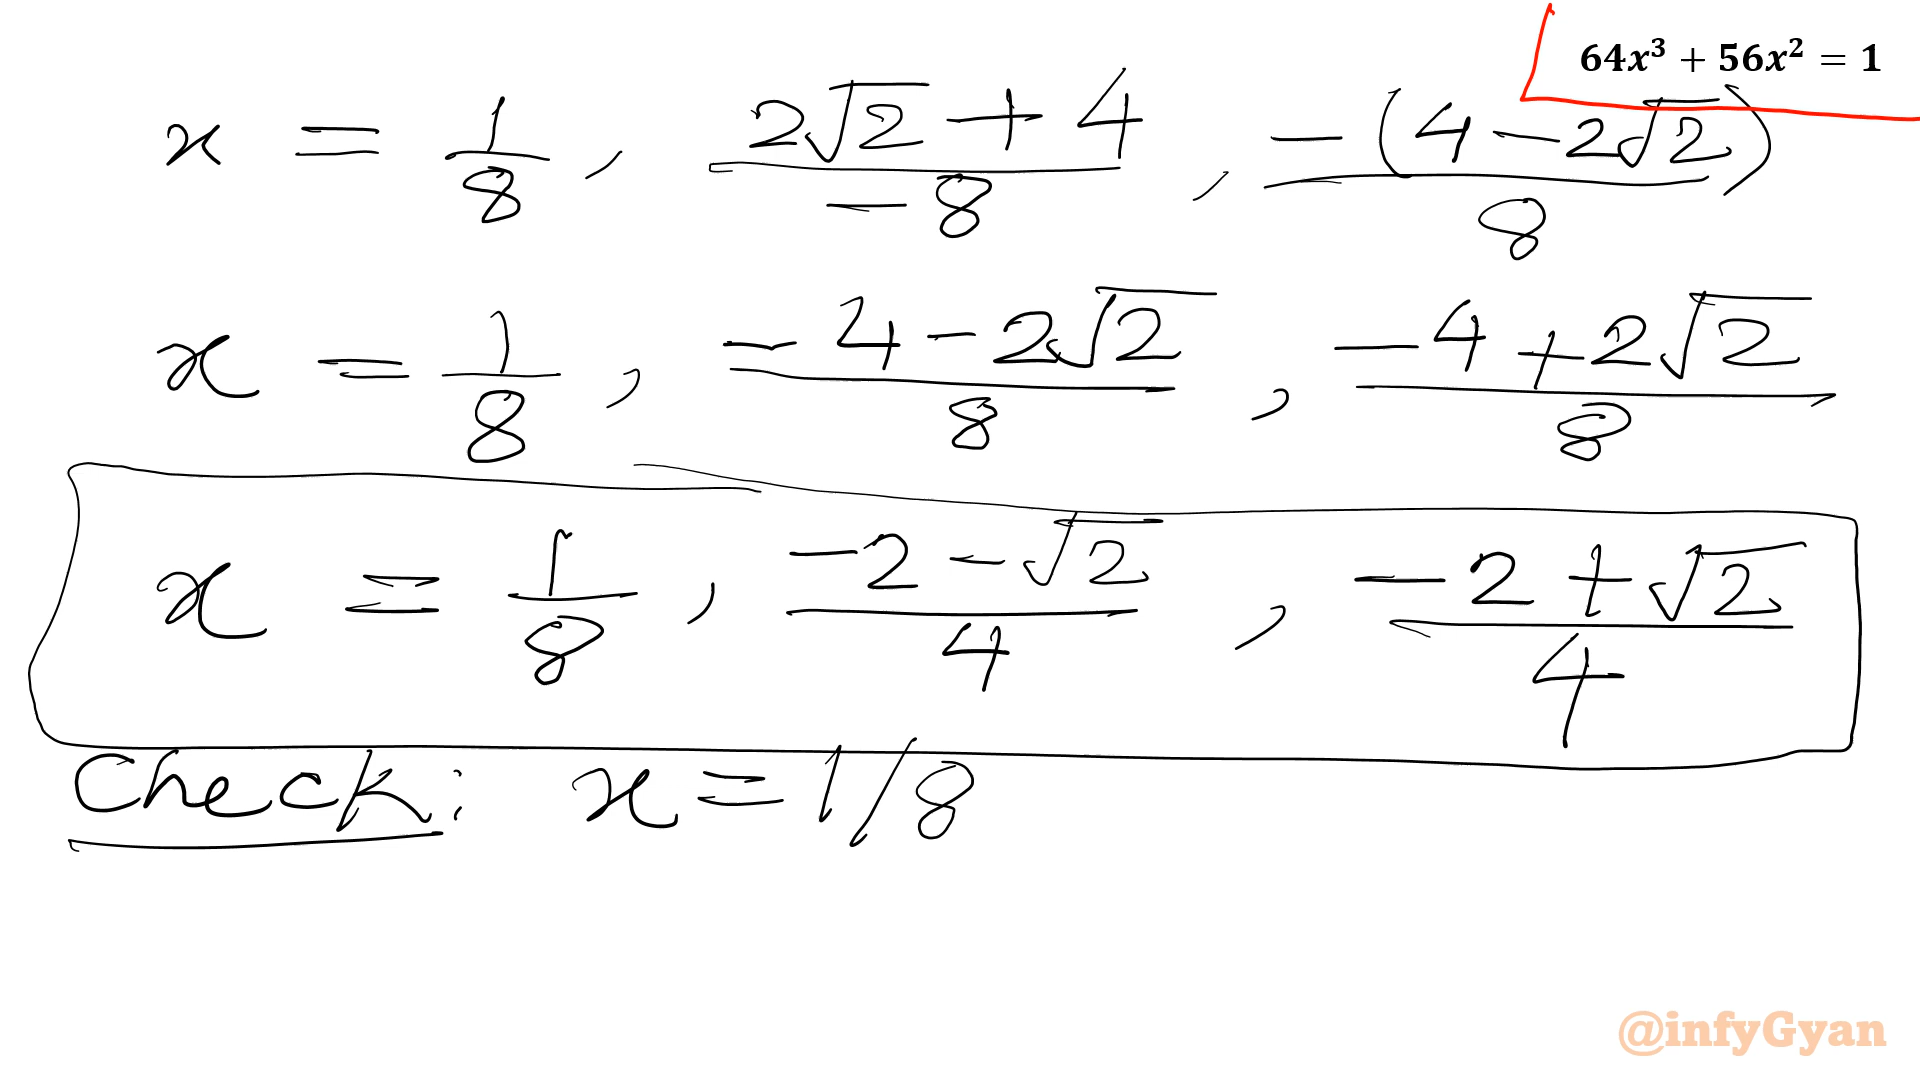 64x³ + 56x² = 1
x = 1/8 , (2√2 + 4)/(-8) , -(4 - 2√2)/8
x = 1/8 , (-4 - 2√2)/8 , (-4 + 2√2)/8
x = 1/8 , (-2 - √2)/4 , (-2 + √2)/4
Check: x = 1/8
@infyGyan